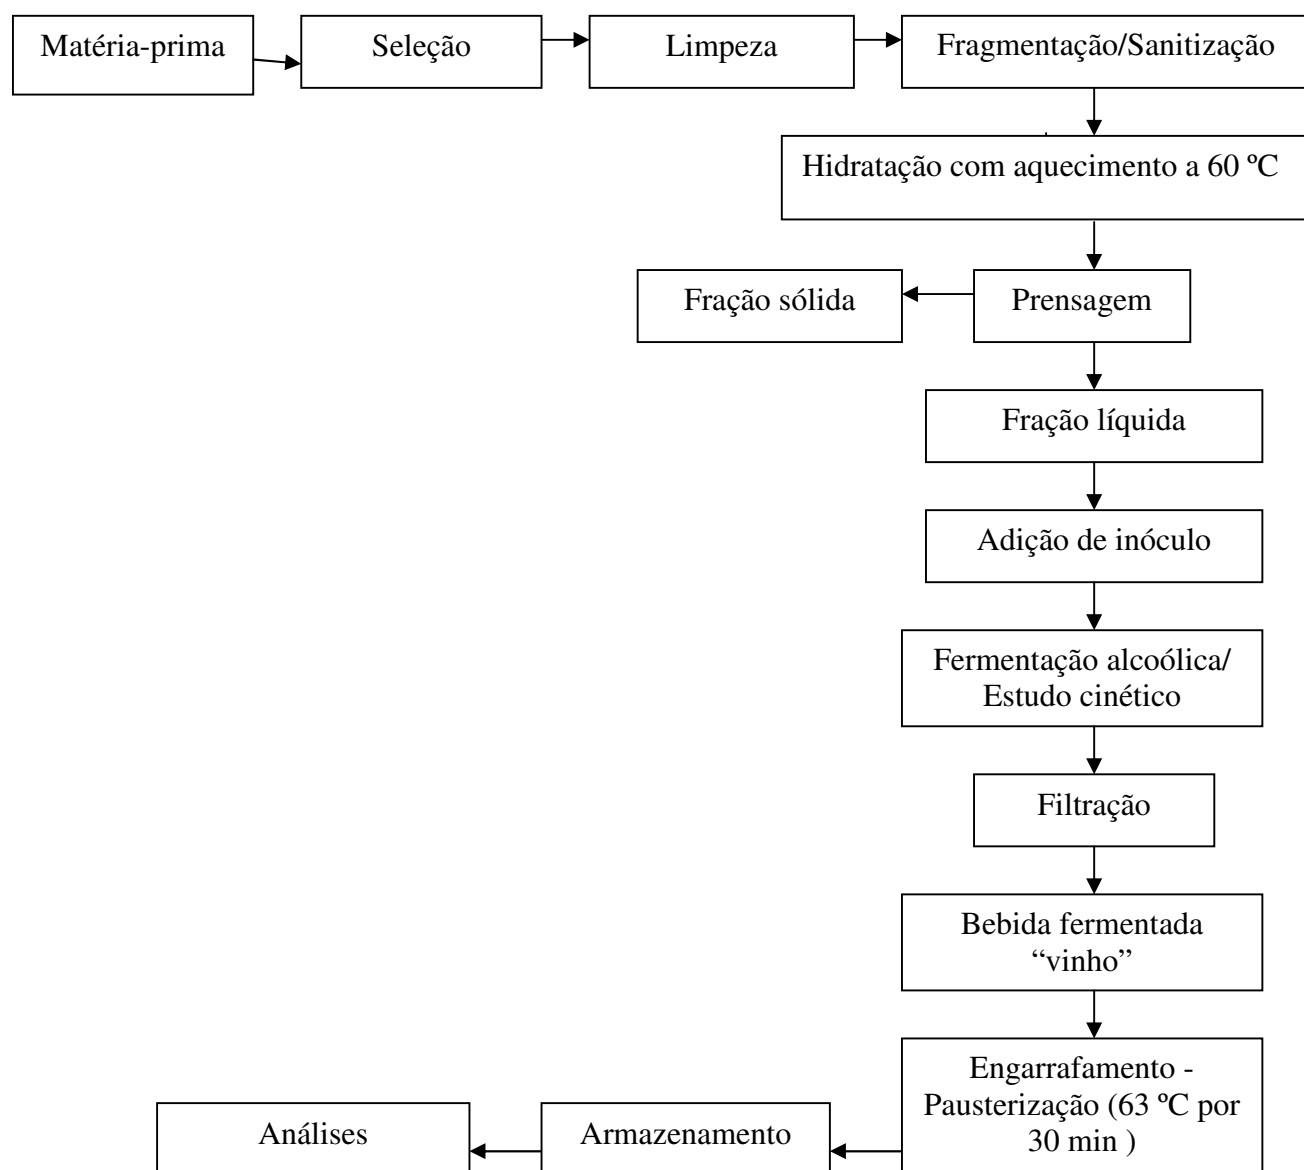 Matéria-prima
Seleção
Limpeza
Fragmentação/Sanitização
Hidratação com aquecimento a 60 ºC
Fração sólida
Prensagem
Fração líquida
Adição de inóculo
Fermentação alcoólica/
Estudo cinético
Filtração
Bebida fermentada
“vinho”
Engarrafamento -
Pausterização (63 ºC por
30 min )
Armazenamento
Análises